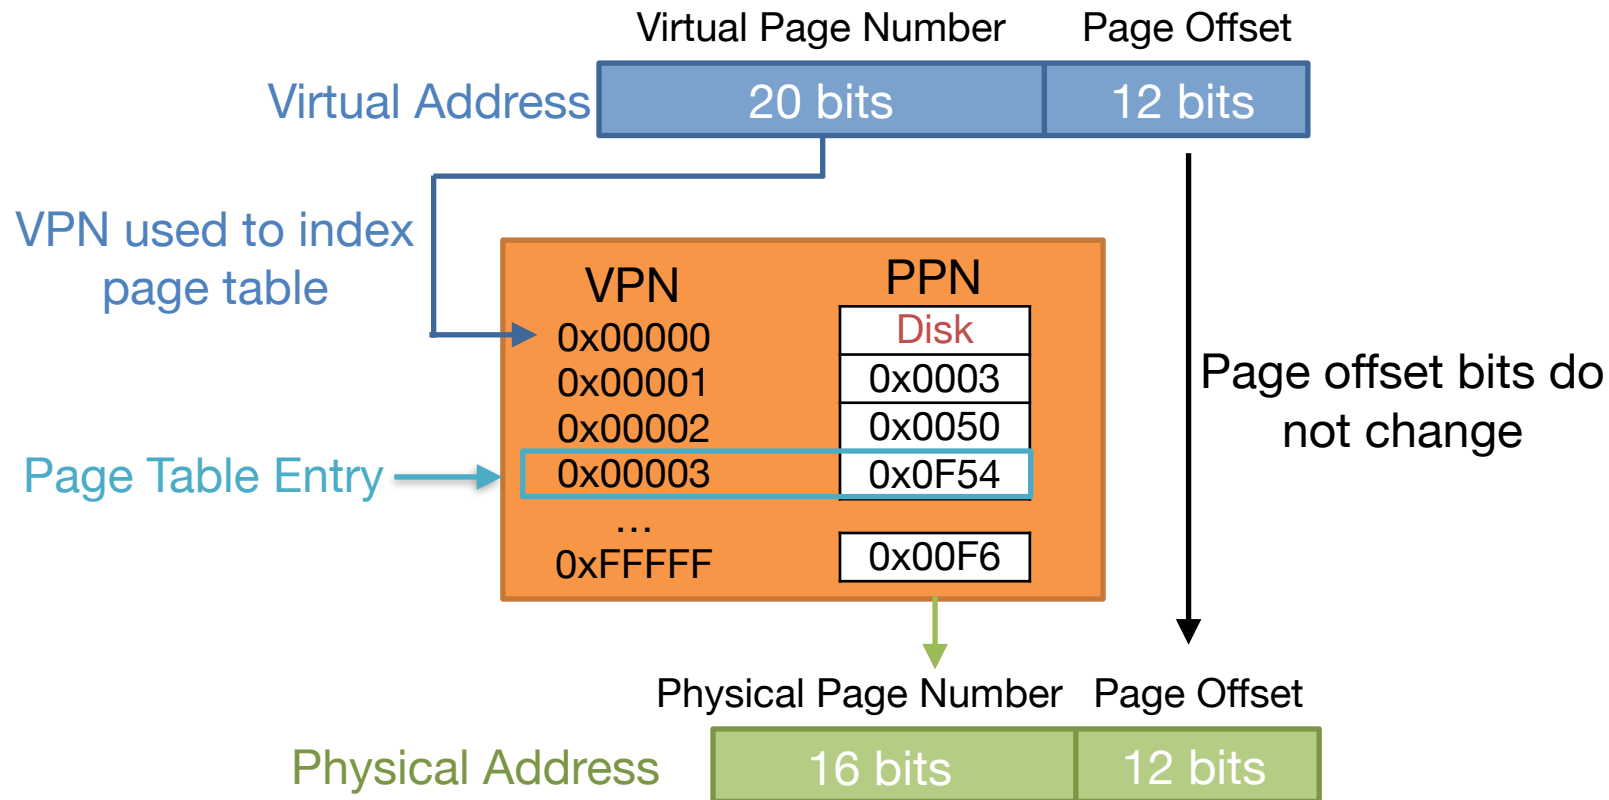 Virtual Page Number Page Offset
Virtual Address 20 bits 12 bits
VPN used to index
page table
VPN PPN
0x00000 Disk
0x00001 0x0003
0x00002 0x0050
Page Table Entry 0x00003 0x0F54
...
0xFFFFF 0x00F6
Page offset bits do
not change
Physical Page Number Page Offset
Physical Address 16 bits 12 bits